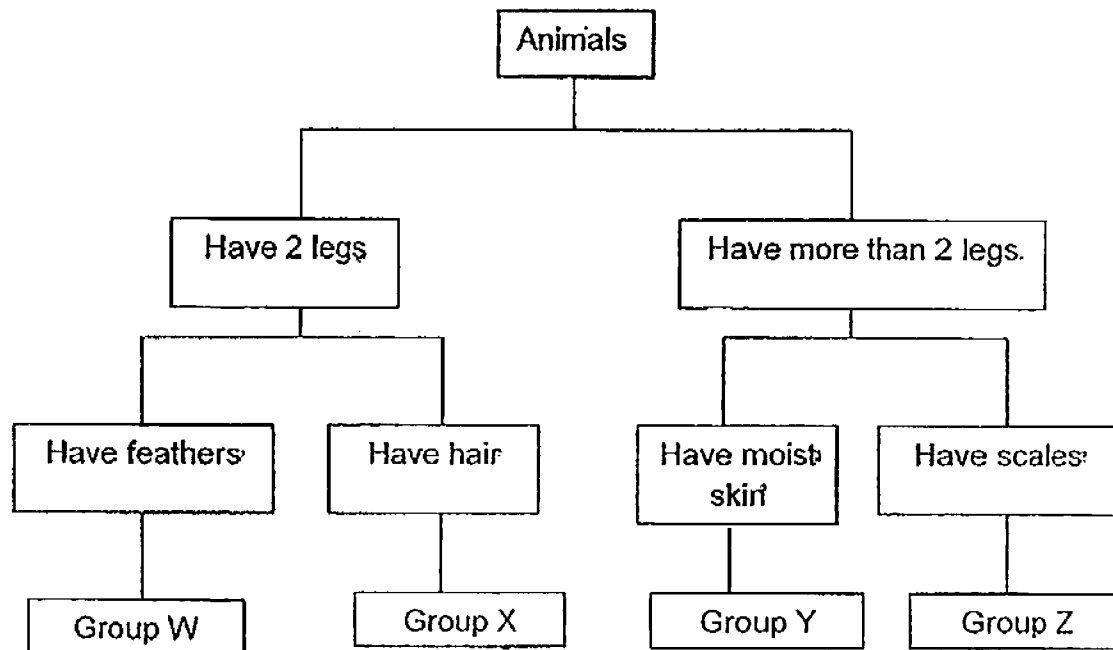 Animals
Have 2 legs
Have more than 2 legs.
Have feathers
Have hair
Have moist
skin
Have scales
Group W
Group X
Group Y
Group Z